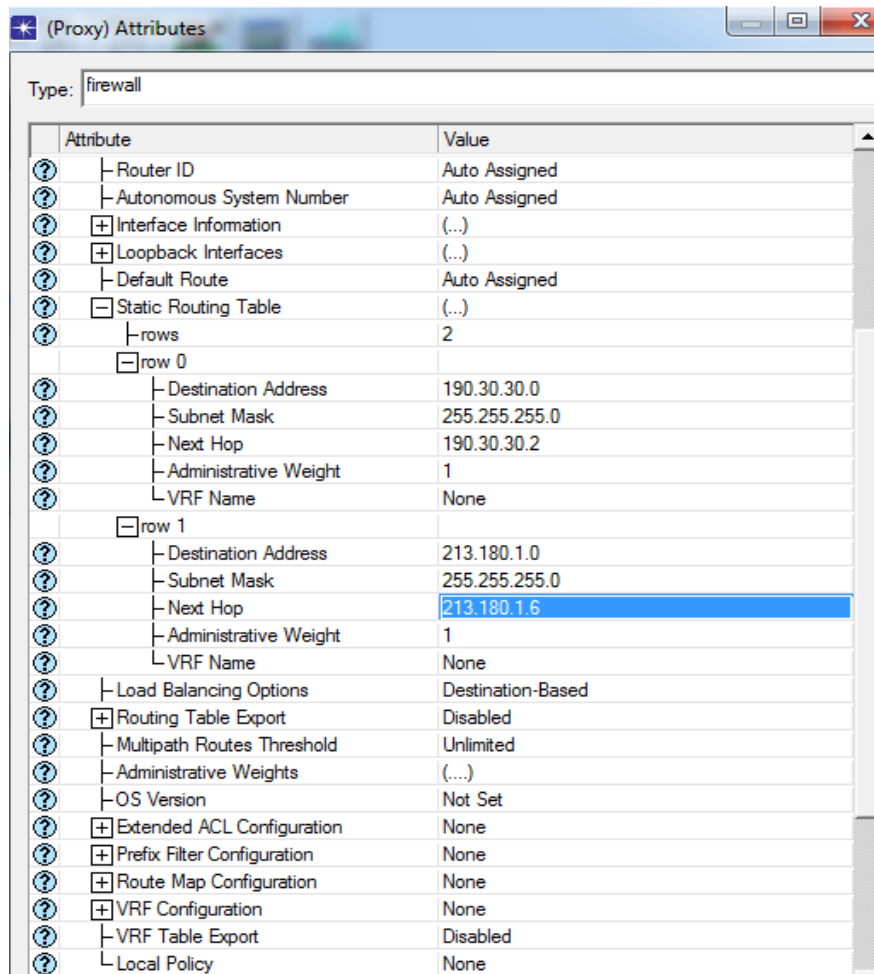 (Proxy) Attributes
Type: firewall
Attribute Value
Router ID Auto Assigned
Autonomous System Number Auto Assigned
Interface Information (...)
Loopback Interfaces (...)
Default Route Auto Assigned
Static Routing Table (...)
rows 2
row 0
Destination Address 190.30.30.0
Subnet Mask 255.255.255.0
Next Hop 190.30.30.2
Administrative Weight 1
VRF Name None
row 1
Destination Address 213.180.1.0
Subnet Mask 255.255.255.0
Next Hop 213.180.1.6
Administrative Weight 1
VRF Name None
Load Balancing Options Destination-Based
Routing Table Export Disabled
Multipath Routes Threshold Unlimited
Administrative Weights (....)
OS Version Not Set
Extended ACL Configuration None
Prefix Filter Configuration None
Route Map Configuration None
VRF Configuration None
VRF Table Export Disabled
Local Policy None